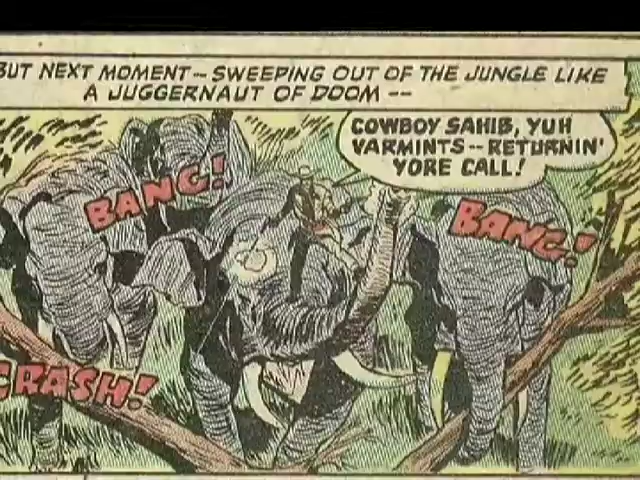 BUT NEXT MOMENT-- SWEEPING OUT OF THE JUNGLE LIKE
A JUGGERNAUT OF DOOM --
COWBOY SAHIB, YUH
VARMINTS -- RETURNIN'
YORE CALL!
BANG!
BANG!
CRASH!